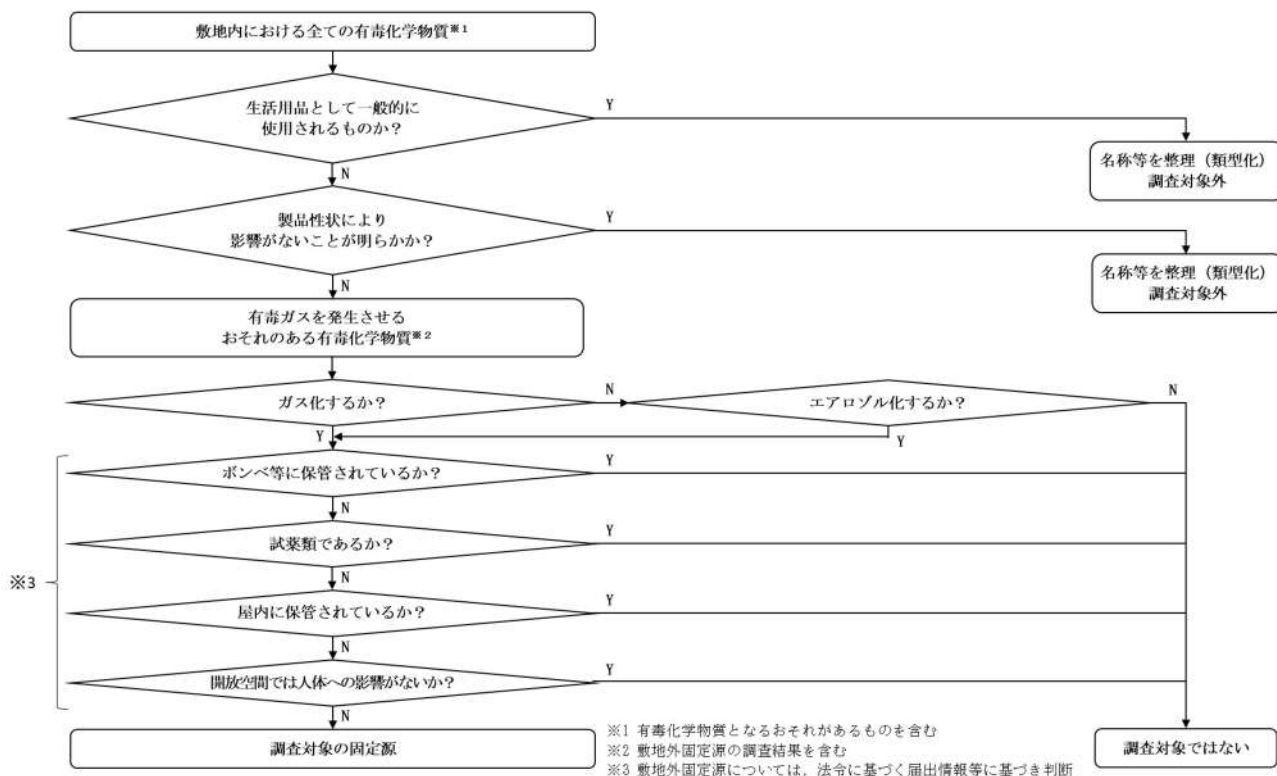 敷地内における全ての有毒化学物質※1
生活用品として一般的に
使用されるものか?
Y
N
名称等を整理(類型化)
調査対象外
製品性状により
影響がないことが明らかか?
Y
N
名称等を整理(類型化)
調査対象外
有毒ガスを発生させる
おそれのある有毒化学物質※2
ガス化するか?
N
エアロゾル化するか?
N
Y
Y
ボンベ等に保管されているか?
Y
N
試薬類であるか?
Y
※3
N
屋内に保管されているか?
Y
N
開放空間では人体への影響がないか?
Y
N
調査対象の固定源
※1 有毒化学物質となるおそれがあるものを含む
※2 敷地外固定源の調査結果を含む
※3 敷地外固定源については，法令に基づく届出情報等に基づき判断
調査対象ではない